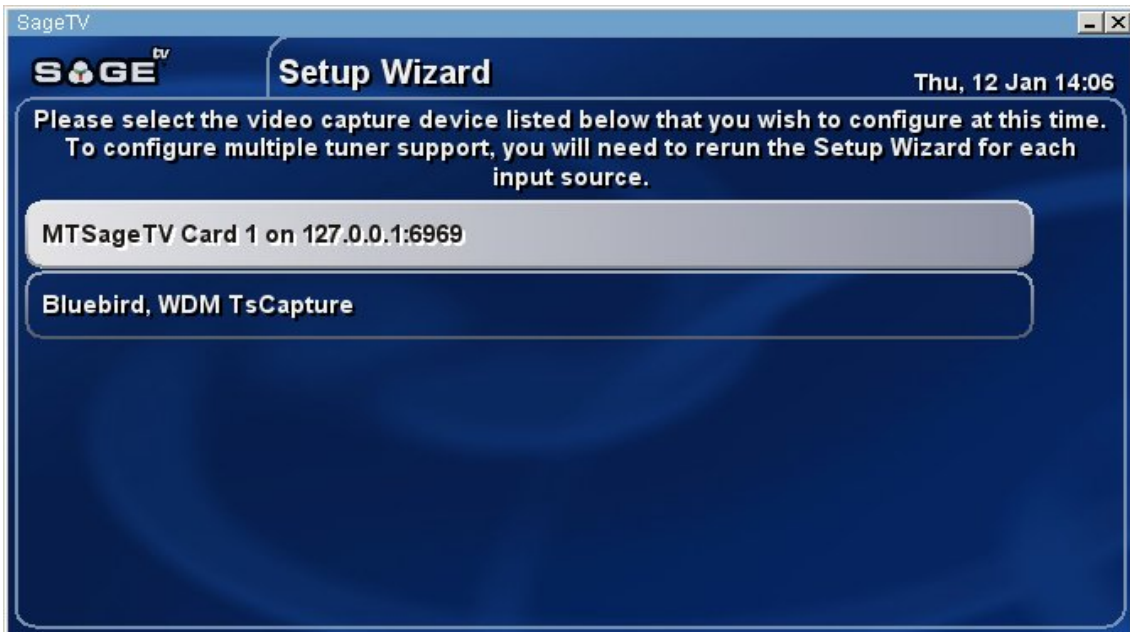 SageTV
SAGE tv
Setup Wizard
Thu, 12 Jan 14:06
Please select the video capture device listed below that you wish to configure at this time.
To configure multiple tuner support, you will need to rerun the Setup Wizard for each
input source.
MTSageTV Card 1 on 127.0.0.1:6969
Bluebird, WDM TsCapture